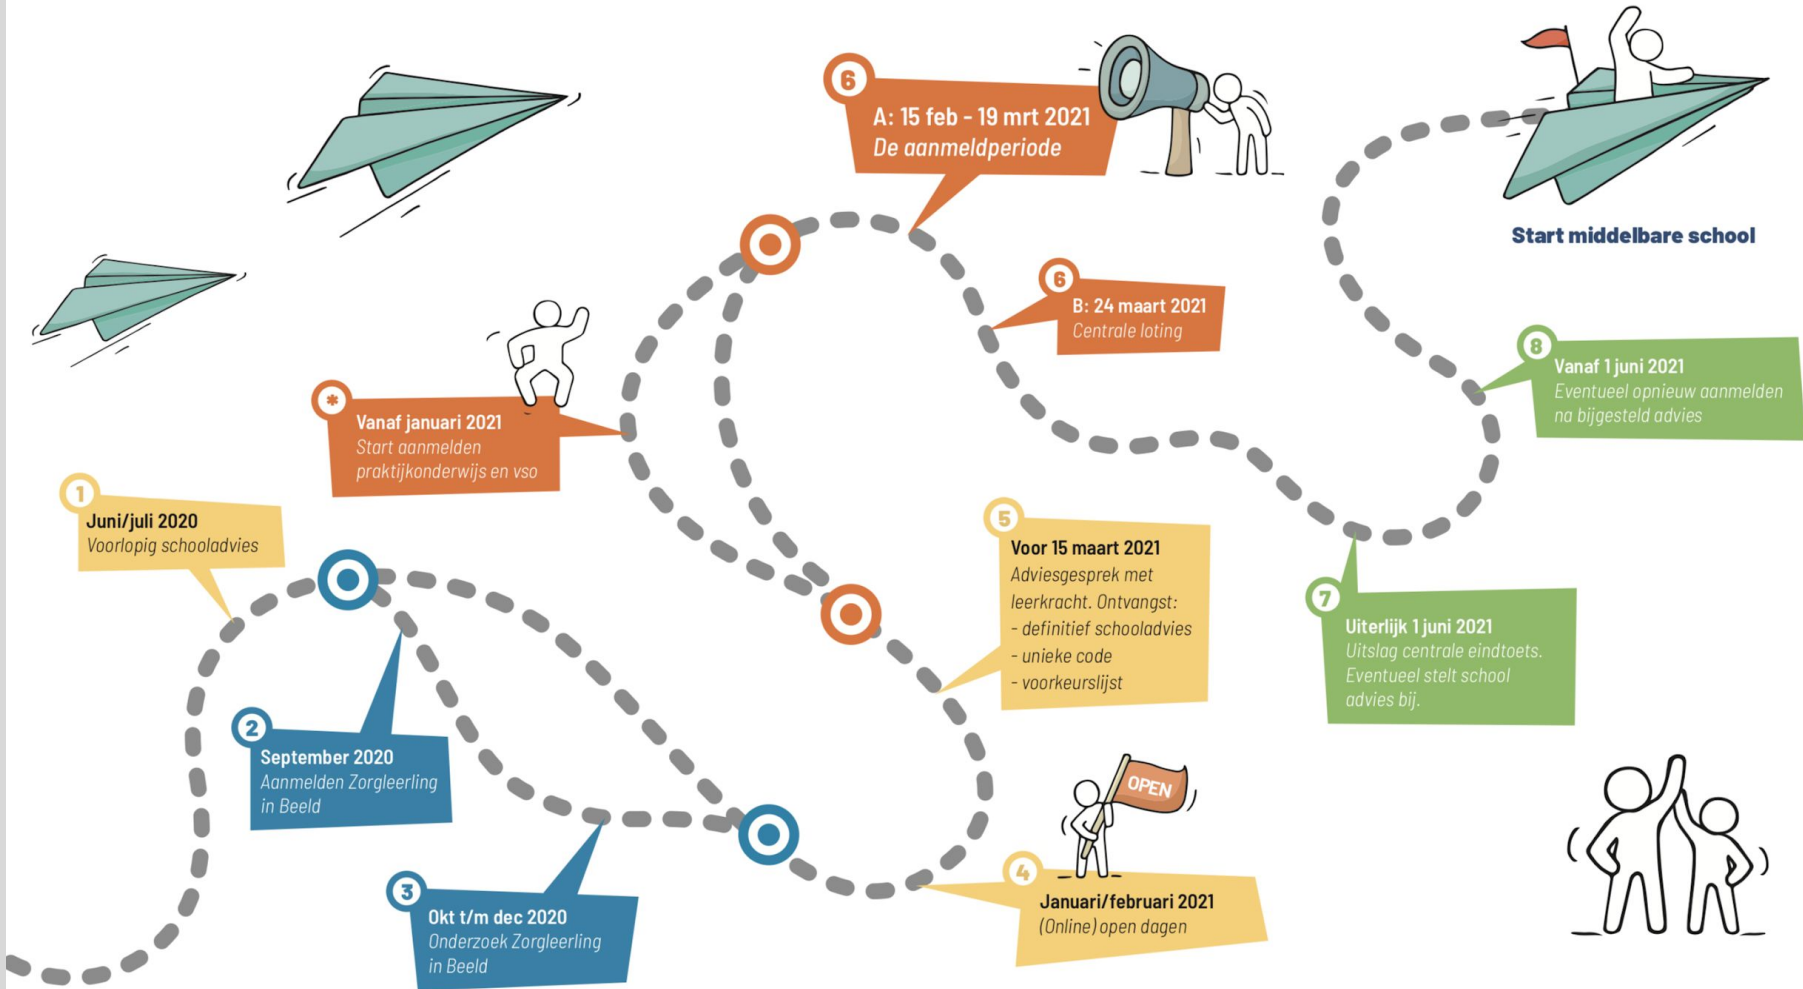 1
Juni/juli 2020
Voorlopig schooladvies
2
September 2020
Aanmelden Zorgleerling
in Beeld
3
Okt t/m dec 2020
Onderzoek Zorgleerling
in Beeld
4
Januari/februari 2021
(Online) open dagen
OPEN
5
Voor 15 maart 2021
Adviesgesprek met
leerkracht. Ontvangst:
- definitief schooladvies
- unieke code
- voorkeurslijst
*
Vanaf januari 2021
Start aanmelden
praktijkonderwijs en vso
6
A: 15 feb - 19 mrt 2021
De aanmeldperiode
6
B: 24 maart 2021
Centrale loting
7
Uiterlijk 1 juni 2021
Uitslag centrale eindtoets.
Eventueel stelt school
advies bij.
8
Vanaf 1 juni 2021
Eventueel opnieuw aanmelden
na bijgesteld advies
Start middelbare school